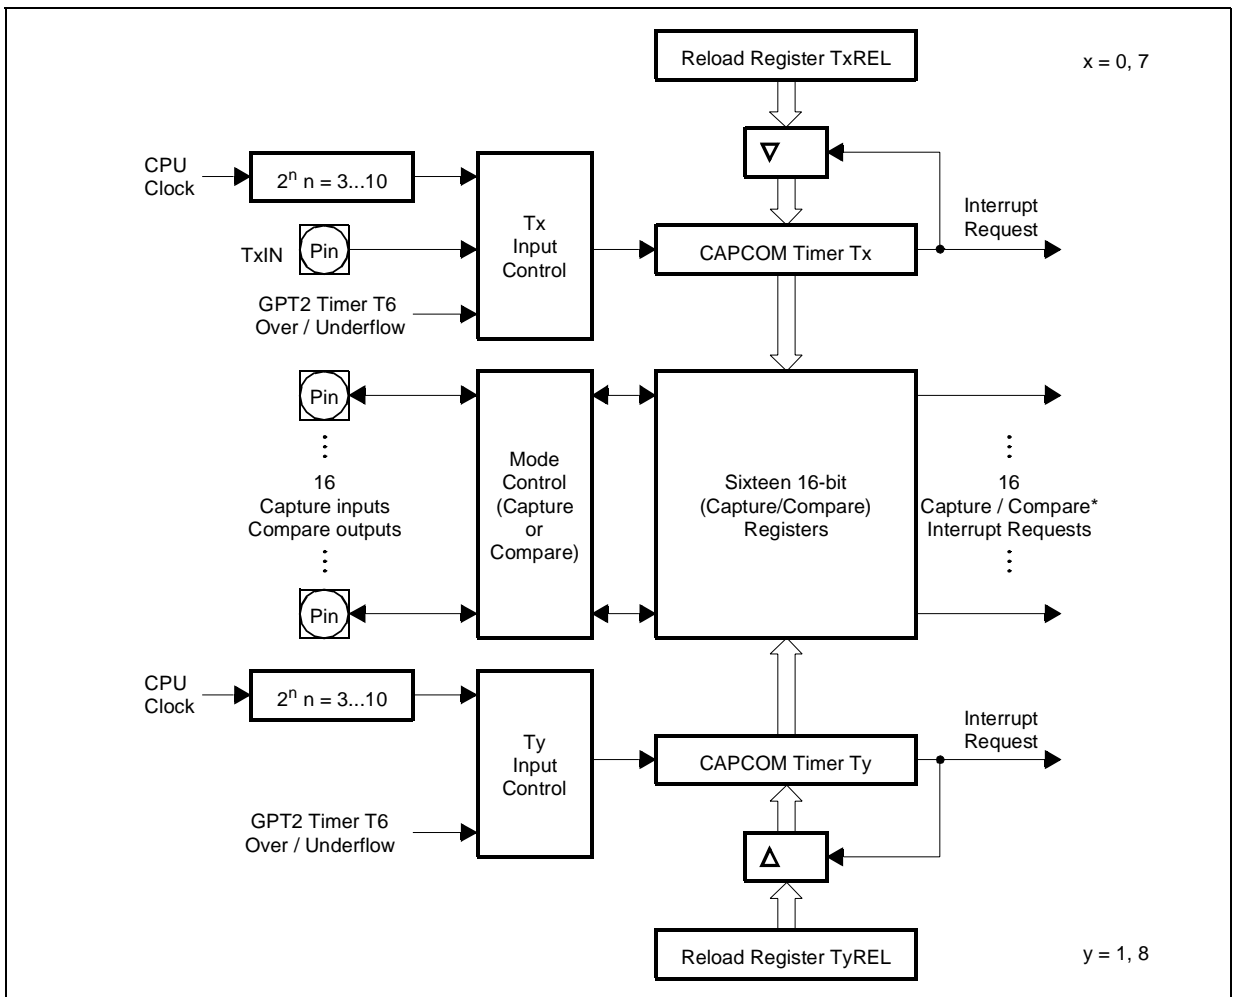 Reload Register TxREL
x = 0, 7
CPU
Clock
2ⁿ n = 3...10
TxIN
Pin
GPT2 Timer T6
Over / Underflow
Tx
Input
Control
CAPCOM Timer Tx
Interrupt
Request
Pin
16
Capture inputs
Compare outputs
Pin
Mode
Control
(Capture
or
Compare)
Sixteen 16-bit
(Capture/Compare)
Registers
16
Capture / Compare*
Interrupt Requests
CPU
Clock
2ⁿ n = 3...10
GPT2 Timer T6
Over / Underflow
Ty
Input
Control
CAPCOM Timer Ty
Interrupt
Request
Reload Register TyREL
y = 1, 8